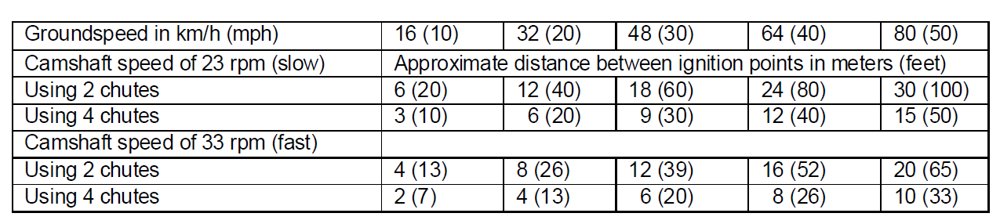 Groundspeed in km/h (mph) 16 (10) 32 (20) 48 (30) 64 (40) 80 (50)
Camshaft speed of 23 rpm (slow) Approximate distance between ignition points in meters (feet)
Using 2 chutes 6 (20) 12 (40) 18 (60) 24 (80) 30 (100)
Using 4 chutes 3 (10) 6 (20) 9 (30) 12 (40) 15 (50)
Camshaft speed of 33 rpm (fast)
Using 2 chutes 4 (13) 8 (26) 12 (39) 16 (52) 20 (65)
Using 4 chutes 2 (7) 4 (13) 6 (20) 8 (26) 10 (33)